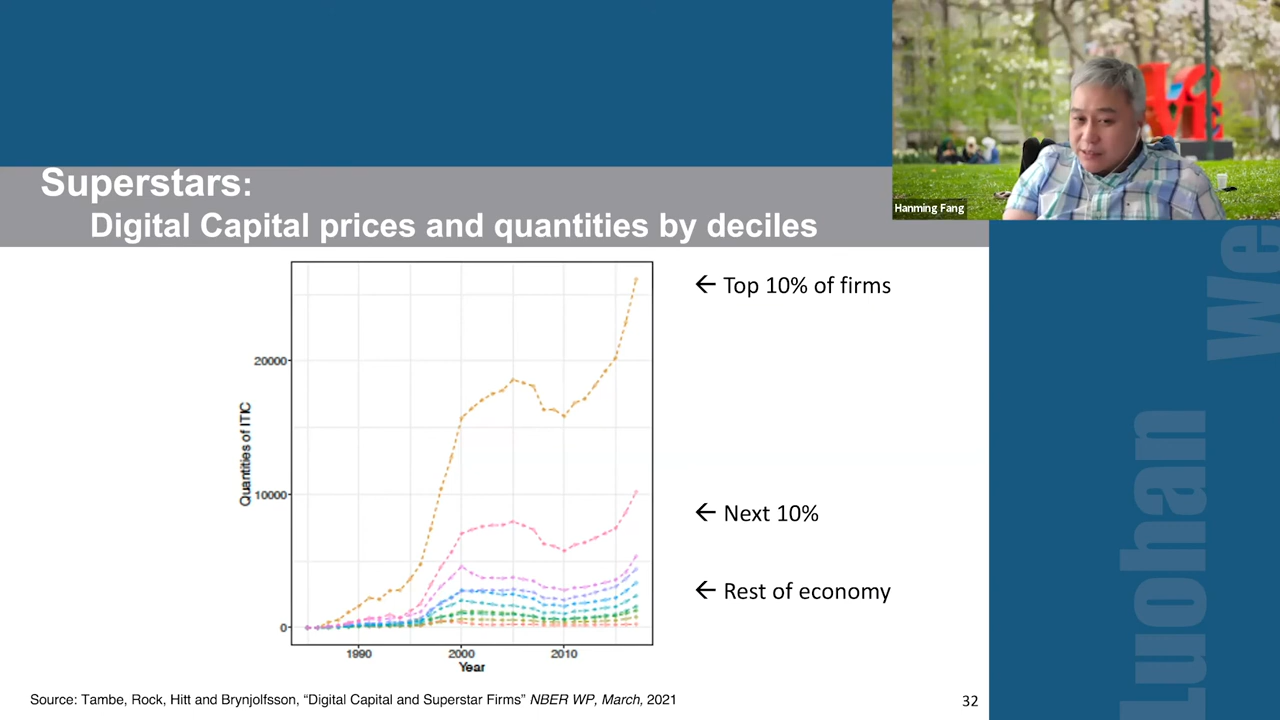 Superstars:
Digital Capital prices and quantities by deciles
Hanming Fang
LOVE
← Top 10% of firms
← Next 10%
← Rest of economy
Quantities of ITIC
20000
10000
0
1990
2000
2010
Year
Source: Tambe, Rock, Hitt and Brynjolfsson, “Digital Capital and Superstar Firms” NBER WP, March, 2021
32
Luohan
We